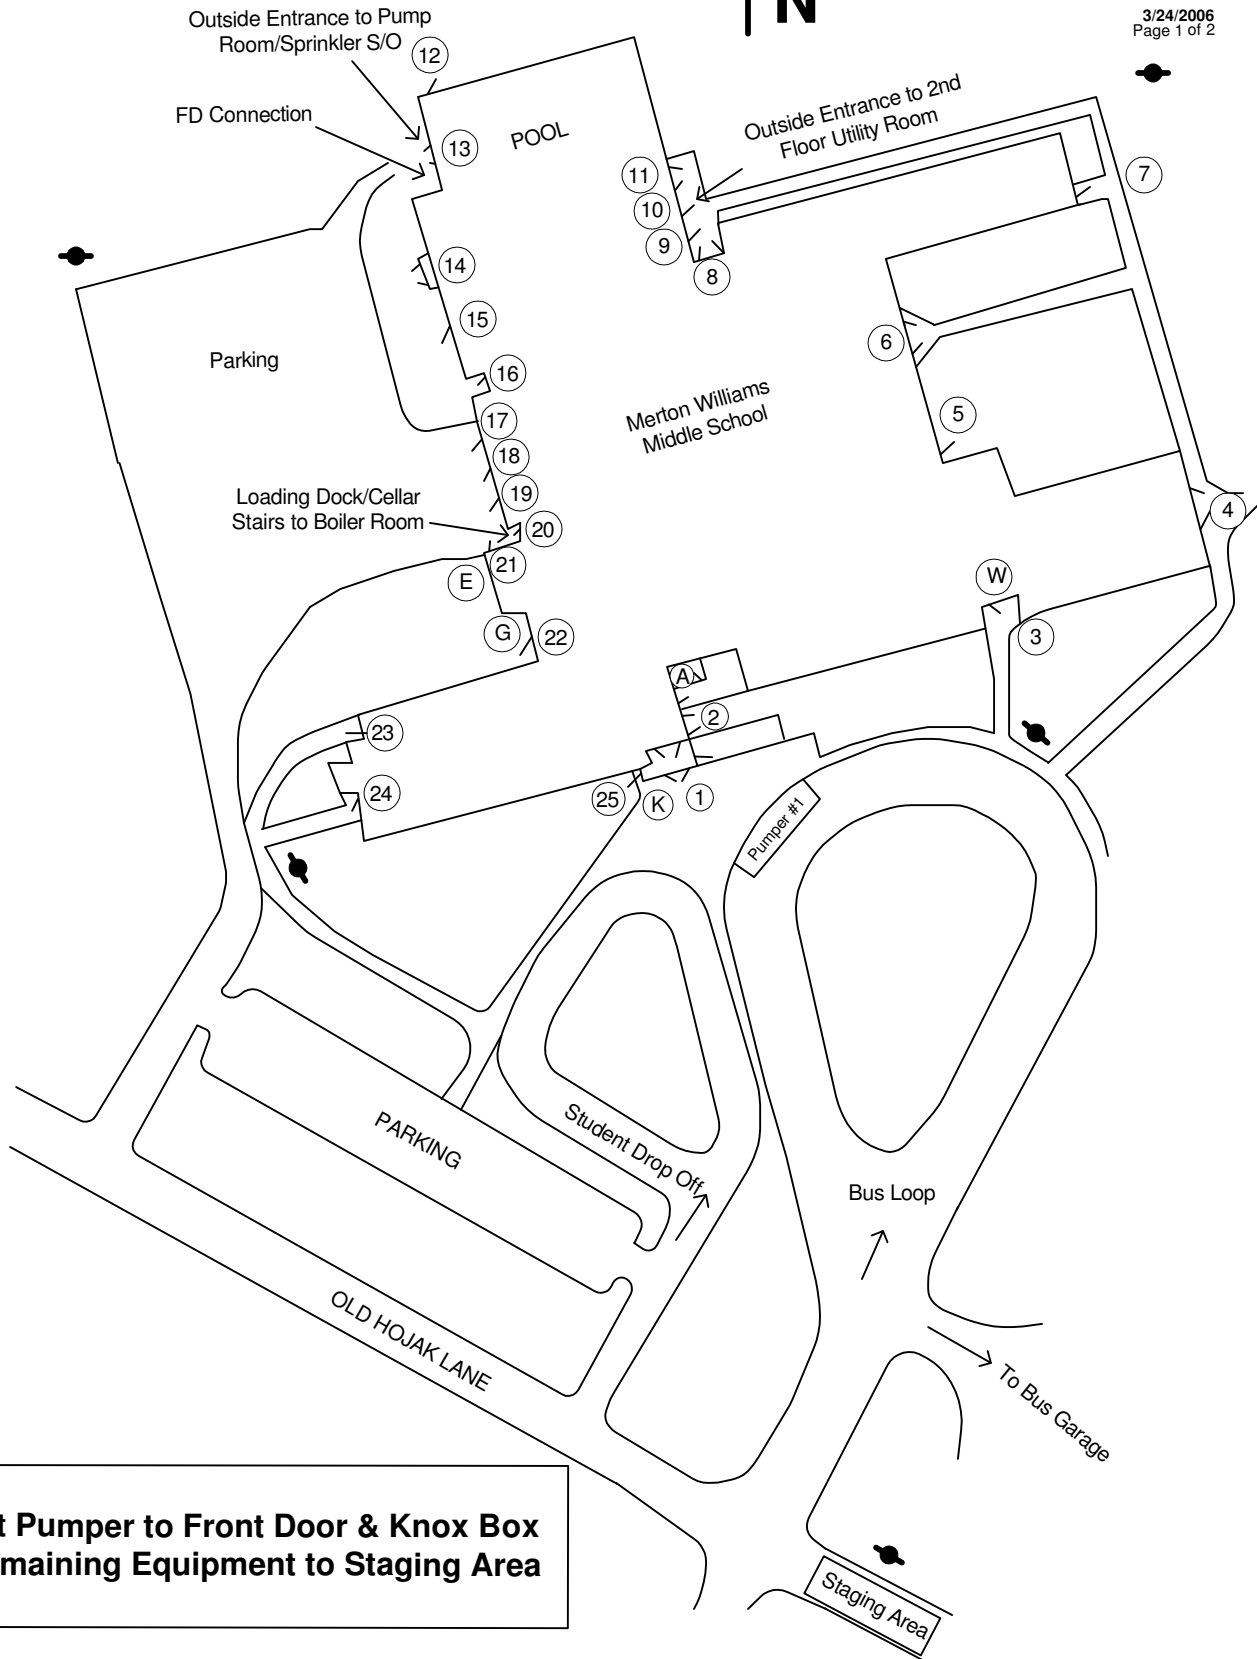 N
3/24/2006
Page 1 of 2
Outside Entrance to Pump
Room/Sprinkler S/O
12
FD Connection
13
POOL
Outside Entrance to 2nd
Floor Utility Room
11
10
9
8
7
14
15
16
17
18
19
20
21
E
G
22
Parking
Merton Williams
Middle School
6
5
4
Loading Dock/Cellar
Stairs to Boiler Room
W
3
A
2
23
24
25
K
1
Pumper #1
PARKING
Student Drop Off
Bus Loop
OLD HOJAK LANE
To Bus Garage
Pumper to Front Door & Knox Box
Equipment to Staging Area
Staging Area